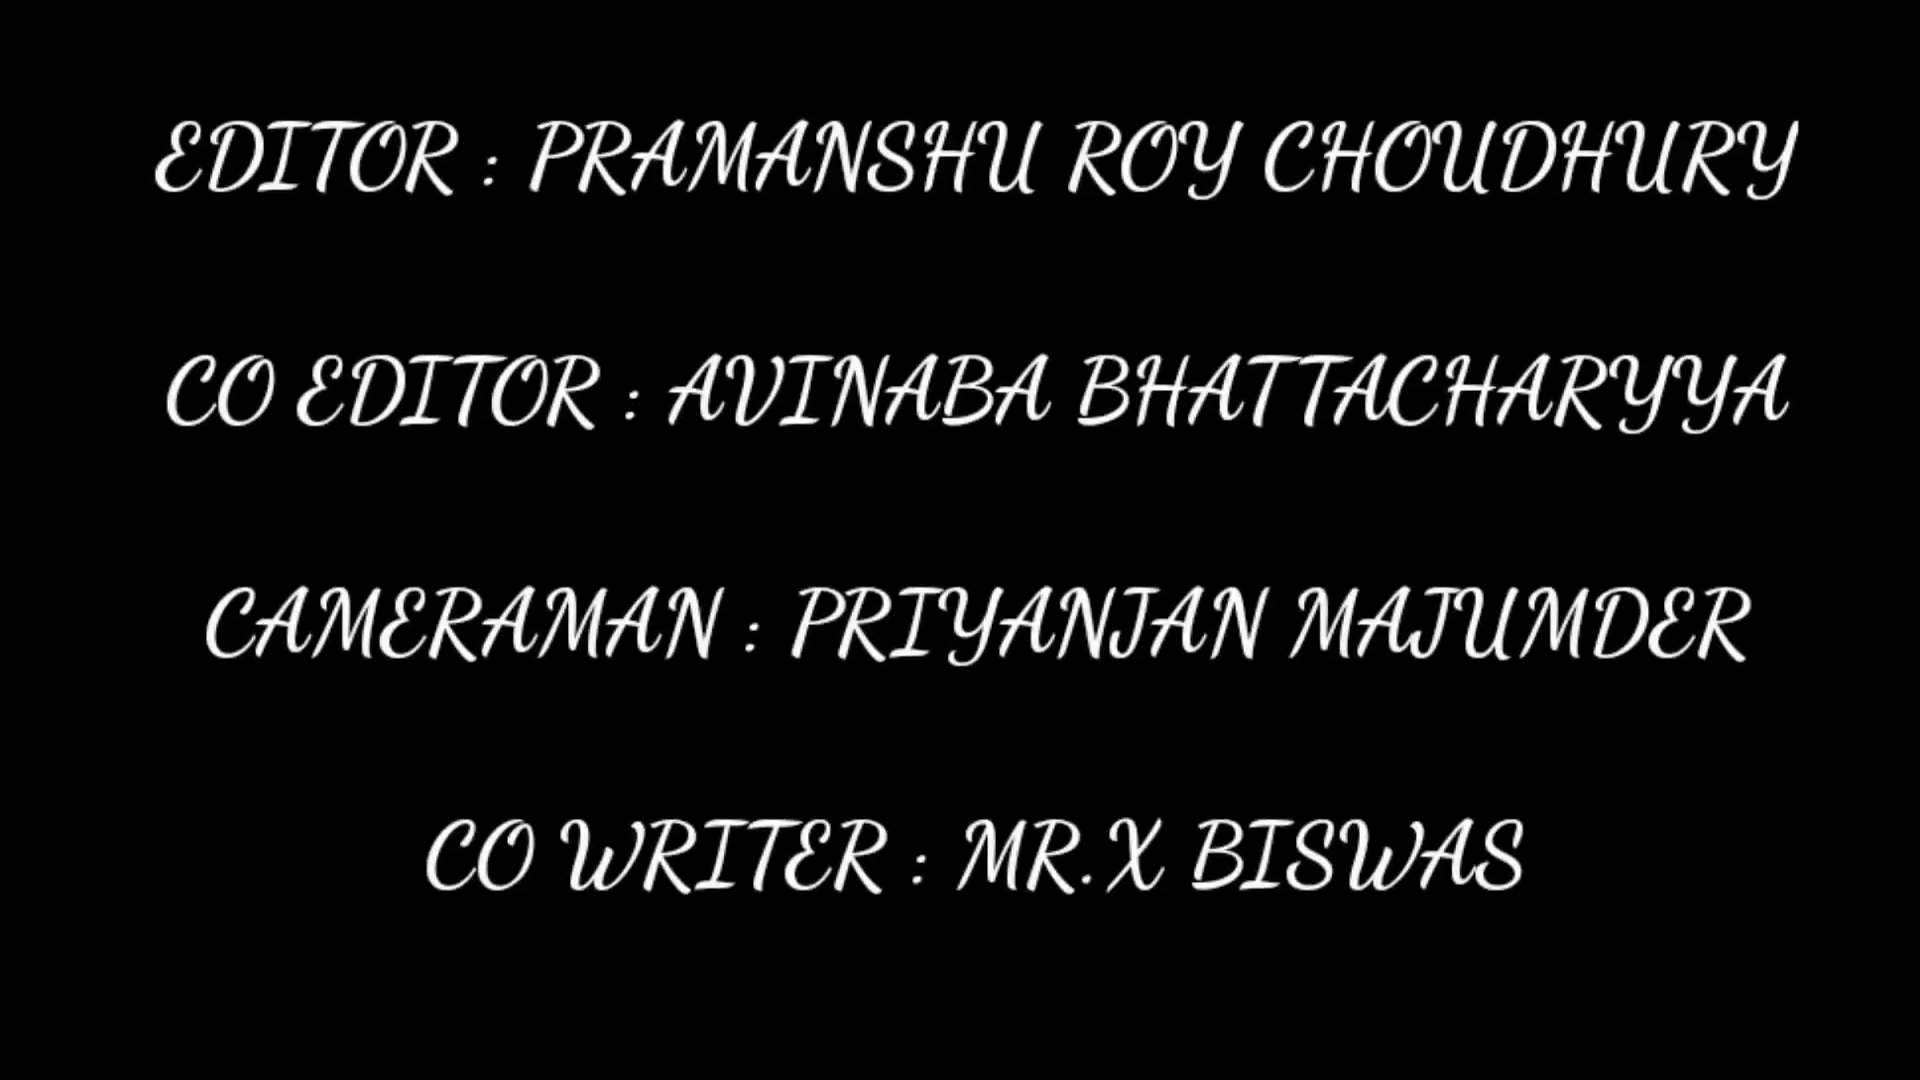 EDITOR : PRAMANSHU ROY CHOUDHURY
CO EDITOR : AVINABA BHATTACHARYYA
CAMERAMAN : PRIYANJAN MAJUMDER
CO WRITER : MR.X BISWAS